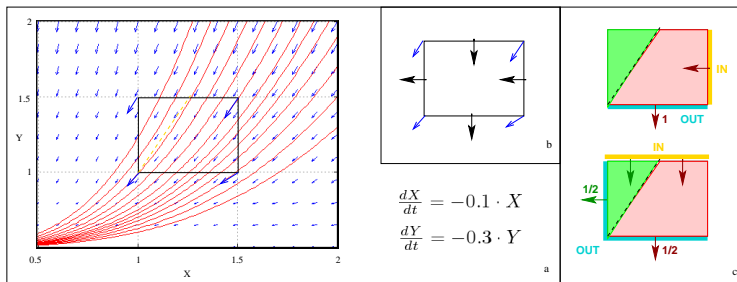 2
1.5
Y
1
0.5
1
1.5
2
X
b
dX/dt = −0.1 · X
dY/dt = −0.3 · Y
a
IN
1
OUT
IN
1/2
OUT
1/2
c